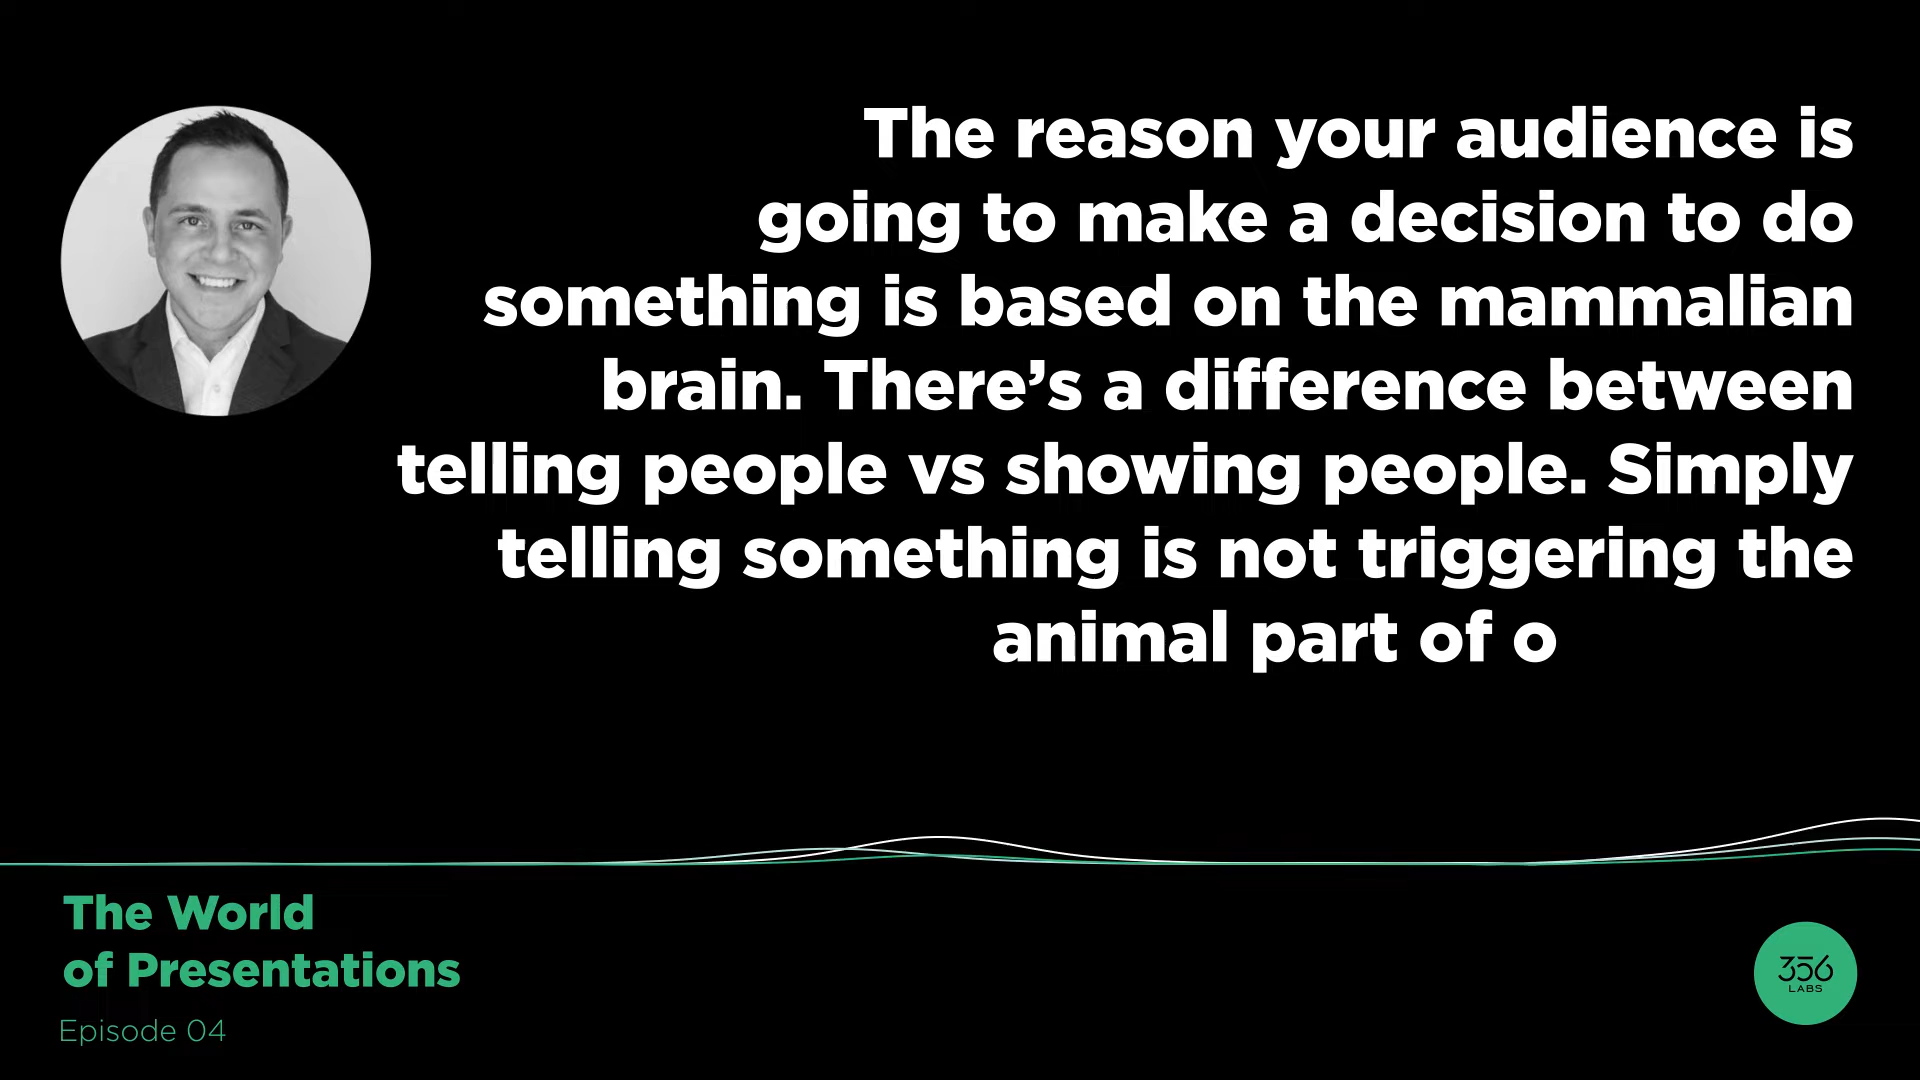 The reason your audience is
going to make a decision to do
something is based on the mammalian
brain. There’s a difference between
telling people vs showing people. Simply
telling something is not triggering the
animal part of o
The World
of Presentations
Episode 04
356
LABS